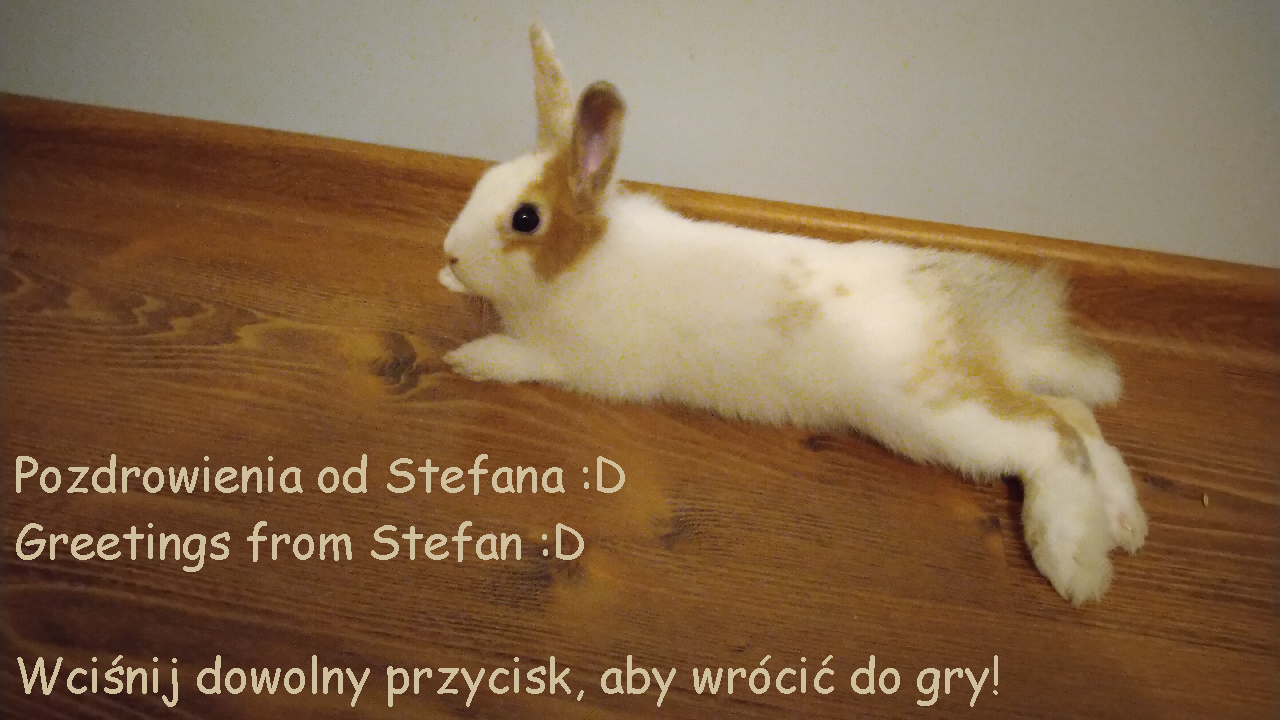 Pozdrowienia od Stefana :D
Greetings from Stefan :D
Wciśnij dowolny przycisk, aby wrócić do gry!